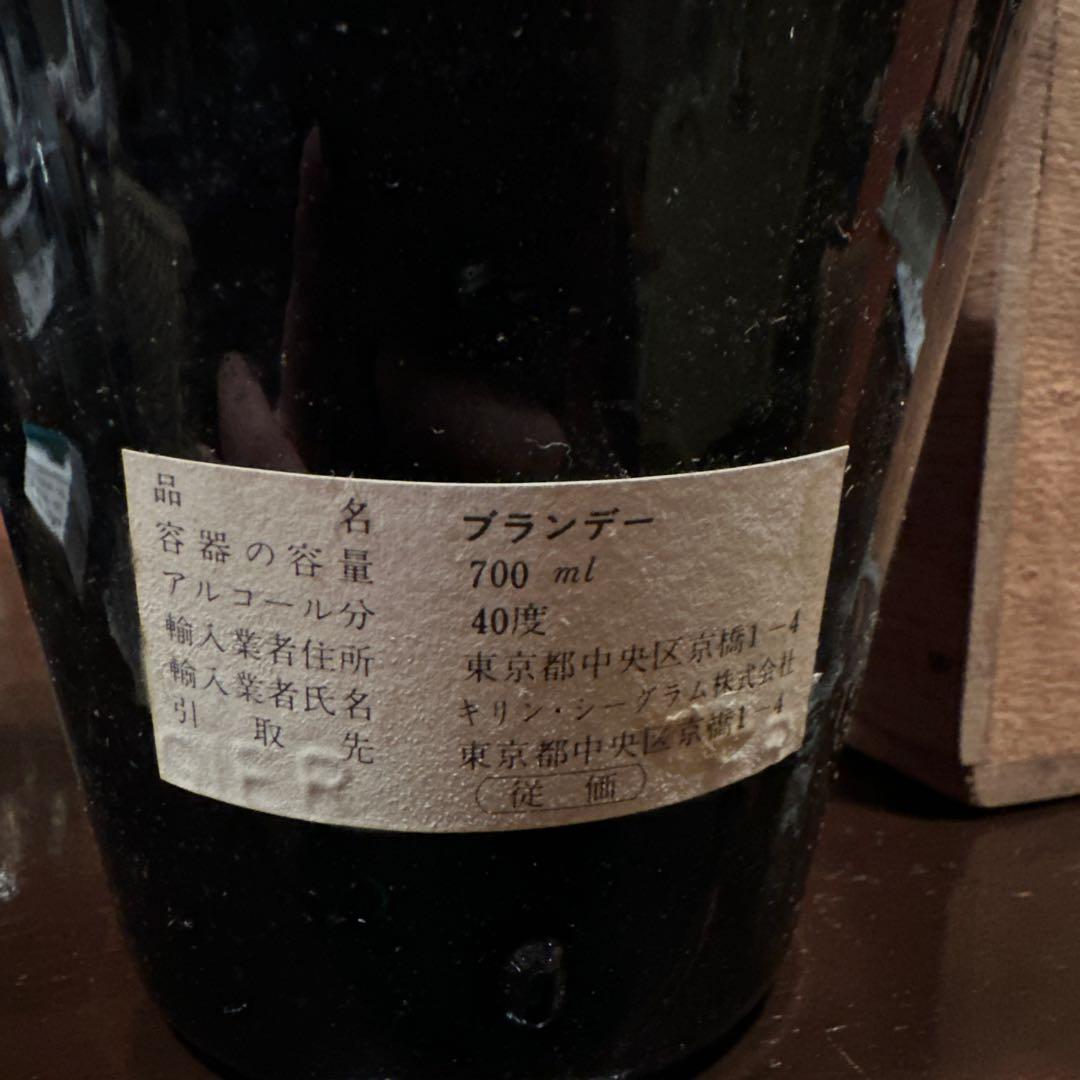 品名 ブランデー
容器の容量 700 ml
アルコール分 40度
輸入業者住所 東京都中央区京橋1-4
輸入業者氏名 キリン・シーグラム株式会社
引取先 東京都中央区京橋1-4
従価